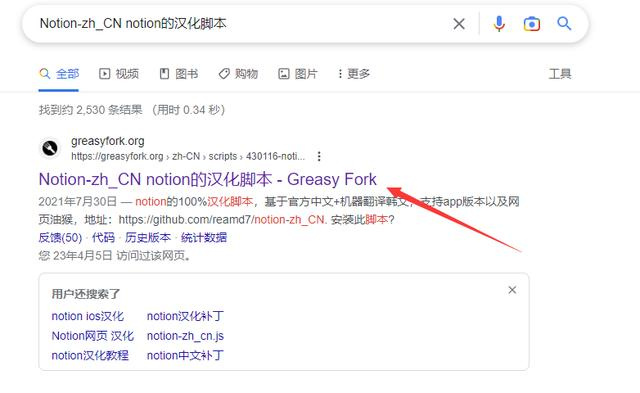 Notion-zh_CN notion的汉化脚本
全部 视频 图书 购物 图片 更多 工具
找到约 2,530 条结果 （用时 0.34 秒）
greasyfork.org
https://greasyfork.org › zh-CN › scripts › 430116-noti...
Notion-zh_CN notion的汉化脚本 - Greasy Fork
2021年7月30日 — notion的100%汉化脚本，基于官方中文+机器翻译韩文，支持app版本以及网
页油猴，地址：https://github.com/reamd7/notion-zh_CN. 安装此脚本?
反馈(50) · 代码 · 历史版本 · 统计数据
您 23年4月5日 访问过该网页。
用户还搜索了
notion ios汉化 notion汉化补丁
Notion网页 汉化 notion-zh_cn.js
notion汉化教程 notion中文补丁